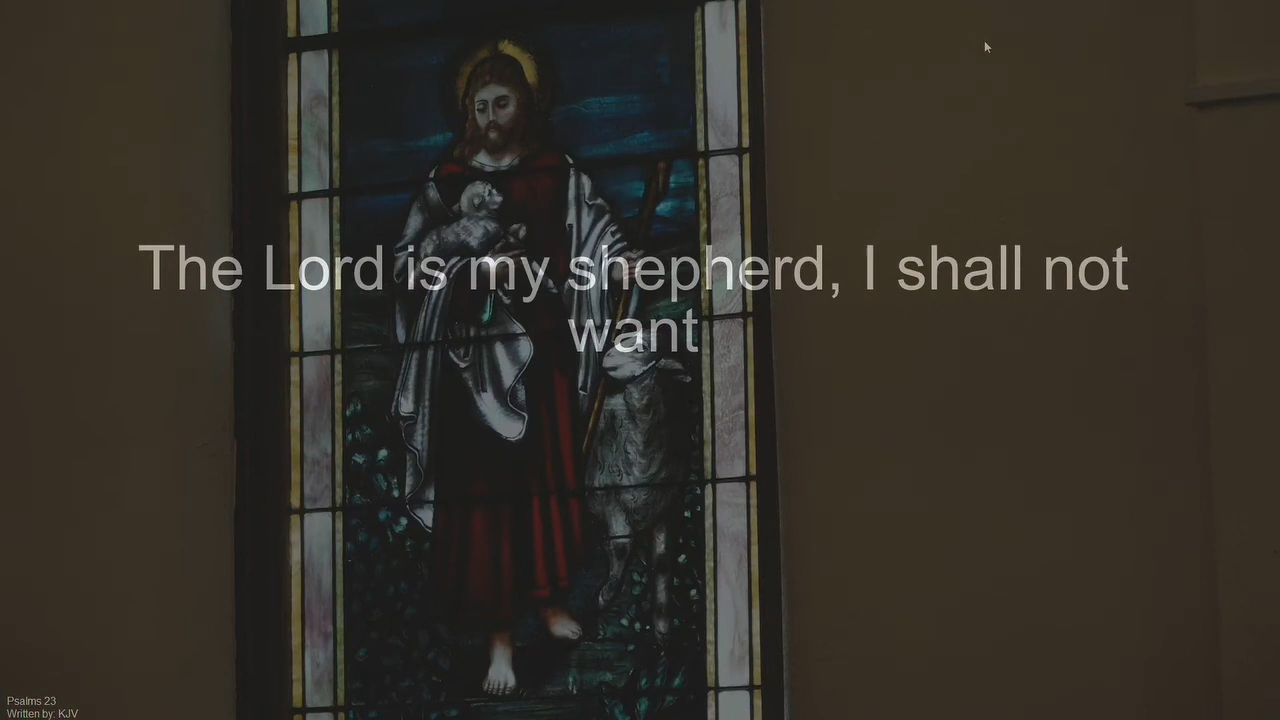 The Lord is my shepherd, I shall not
want
Psalms 23
Written by: KJV